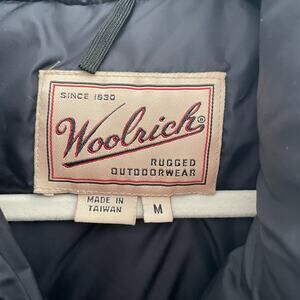 SINCE 1830
Woolrich®
RUGGED
OUTDOORWEAR
MADE IN
TAIWAN
M